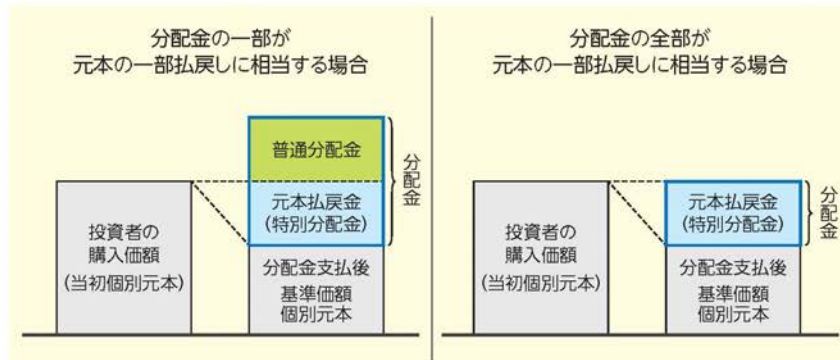 分配金の一部が
元本の一部払戻しに相当する場合
普通分配金
元本払戻金
(特別分配金)
分配金
投資者の
購入価額
(当初個別元本)
分配金支払後
基準価額
個別元本
分配金の全部が
元本の一部払戻しに相当する場合
元本払戻金
(特別分配金)
分配金
投資者の
購入価額
(当初個別元本)
分配金支払後
基準価額
個別元本